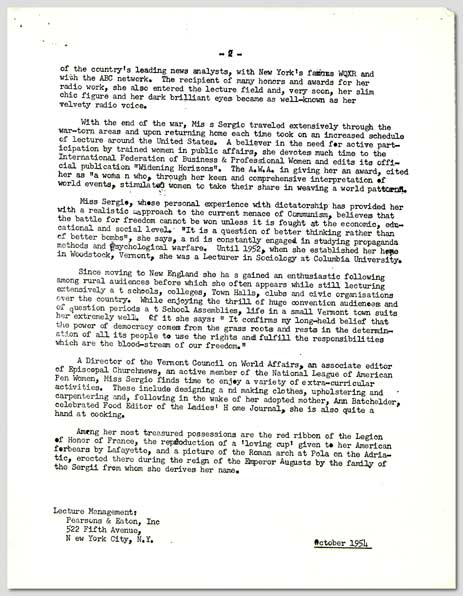 - 2 -
of the country's leading news analysts, with New York's famous WQXR and
with the ABC network. The recipient of many honors and awards for her
radio work, she also entered the lecture field and, very soon, her slim
chic figure and her dark brilliant eyes became as well-known as her
velvety radio voice.
With the end of the war, Mis s Sergio traveled extensively through the
war-torn areas and upon returning home each time took on an increased schedule
of lecture around the United States. A believer in the need for active part-
icipation by trained women in public affairs, she devotes much time to the
International Federation of Business & Professional Women and edits its offi-
cial publication "Widening Horizons". The A.W.A. in giving her an award, cited
her as "a woma n who, through her keen and comprehensive interpretation of
world events, stimulated women to take their share in weaving a world pattern".
Miss Sergio, whose personal experience with dictatorship has provided her
with a realistic approach to the current menace of Communism, believes that
the battle for freedom cannot be won unless it is fought at the economic, edu-
cational and social level. "It is a question of better thinking rather than
of better bombs", she says, a nd is constantly engaged in studying propaganda
methods and psychological warfare. Until 1952, when she established her home
in Woodstock, Vermont, she was a Lecturer in Sociology at Columbia University.
Since moving to New England she ha s gained an enthusiastic following
among rural audiences before which she often appears while still lecturing
extensively a t schools, colleges, Town Halls, clubs and civic organisations
over the country. While enjoying the thrill of huge convention audiences and
of question periods a t School Assemblies, life in a small Vermont town suits
her extremely well. Of it she says: " It confirms my long-held belief that
the power of democracy comes from the grass roots and rests in the determin-
ation of all its people to use the rights and fulfill the responsibilities
which are the blood-stream of our freedom."
A Director of the Vermont Council on World Affairs, an associate editor
of Episcopal Churchnews, an active member of the National League of American
Pen Women, Miss Sergio finds time to enjoy a variety of extra-curricular
activities. These include designing a nd making clothes, upholstering and
carpentering and, following in the wake of her adopted mother, Ann Batchelder,
celebrated Food Editor of the Ladies' H ome Journal, she is also quite a
hand at cooking.
Among her most treasured possessions are the red ribbon of the Legion
of Honor of France, the reproduction of a 'loving cup' given to her American
forbears by Lafayette, and a picture of the Roman arch at Pola on the Adria-
tic, erected there during the reign of the Emperor Augusts by the family of
the Sergii from whom she derives her name.
Lecture Management:
Pearsons & Eaton, Inc
522 Fifth Avenue,
N ew York City, N.Y.
October 1954